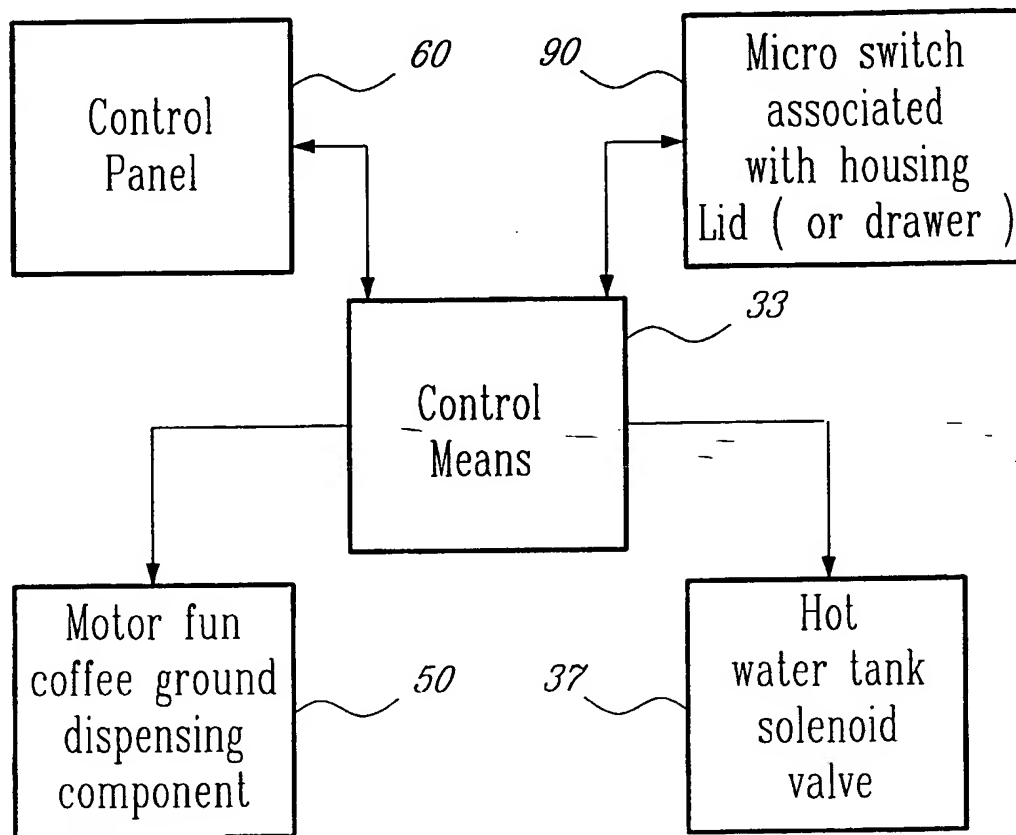 60
Control
Panel
90
Micro switch
associated
with housing
Lid ( or drawer )
33
Control
Means
Motor fun
coffee ground
dispensing
component
50
37
Hot
water tank
solenoid
valve